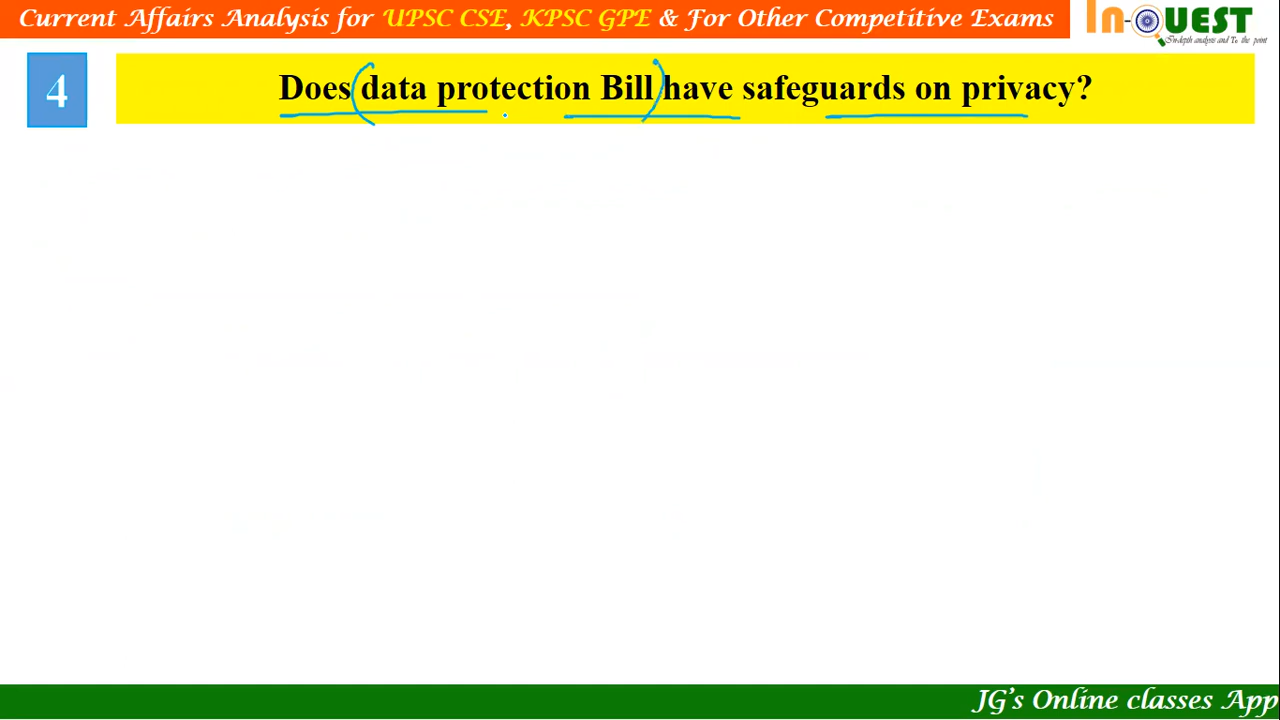 Current Affairs Analysis for UPSC CSE, KPSC GPE & For Other Competitive Exams
In-QUEST
In-depth analysis and To the point
4
Does data protection Bill have safeguards on privacy?
JG's Online classes App